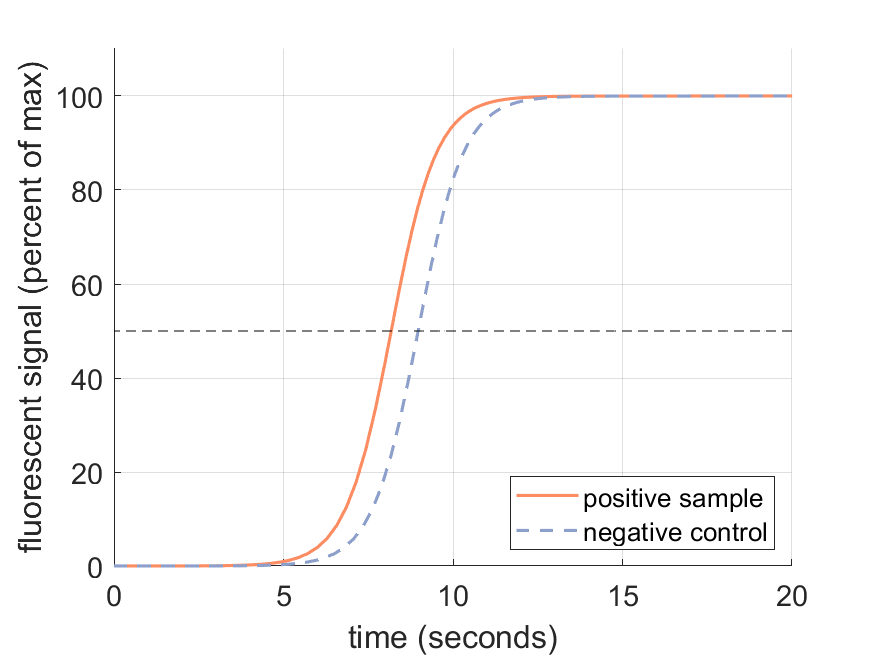 fluorescent signal (percent of max)
100
80
60
40
20
0
0 5 10 15 20
time (seconds)
positive sample
negative control